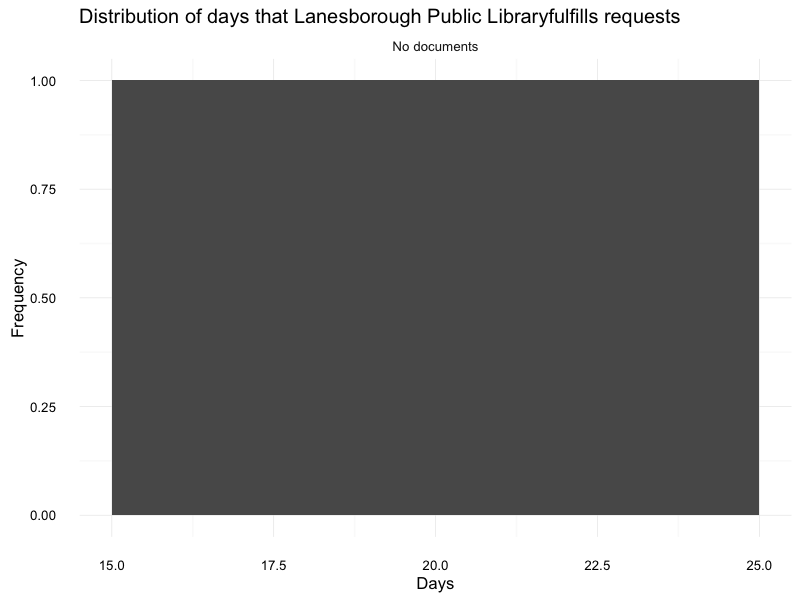 Distribution of days that Lanesborough Public Libraryfulfills requests
No documents
1.00
0.75
0.50
0.25
0.00
Frequency
15.0 17.5 20.0 22.5 25.0
Days